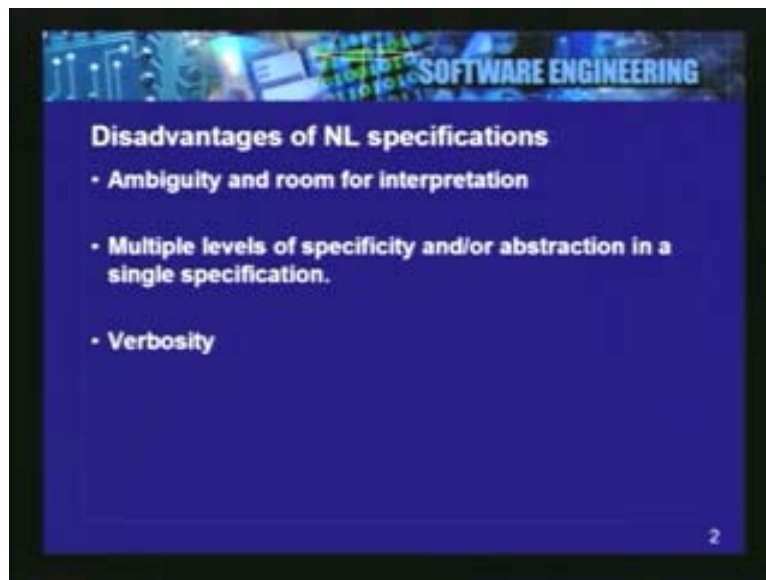 SOFTWARE ENGINEERING
Disadvantages of NL specifications
• Ambiguity and room for interpretation
• Multiple levels of specificity and/or abstraction in a
single specification.
• Verbosity
2